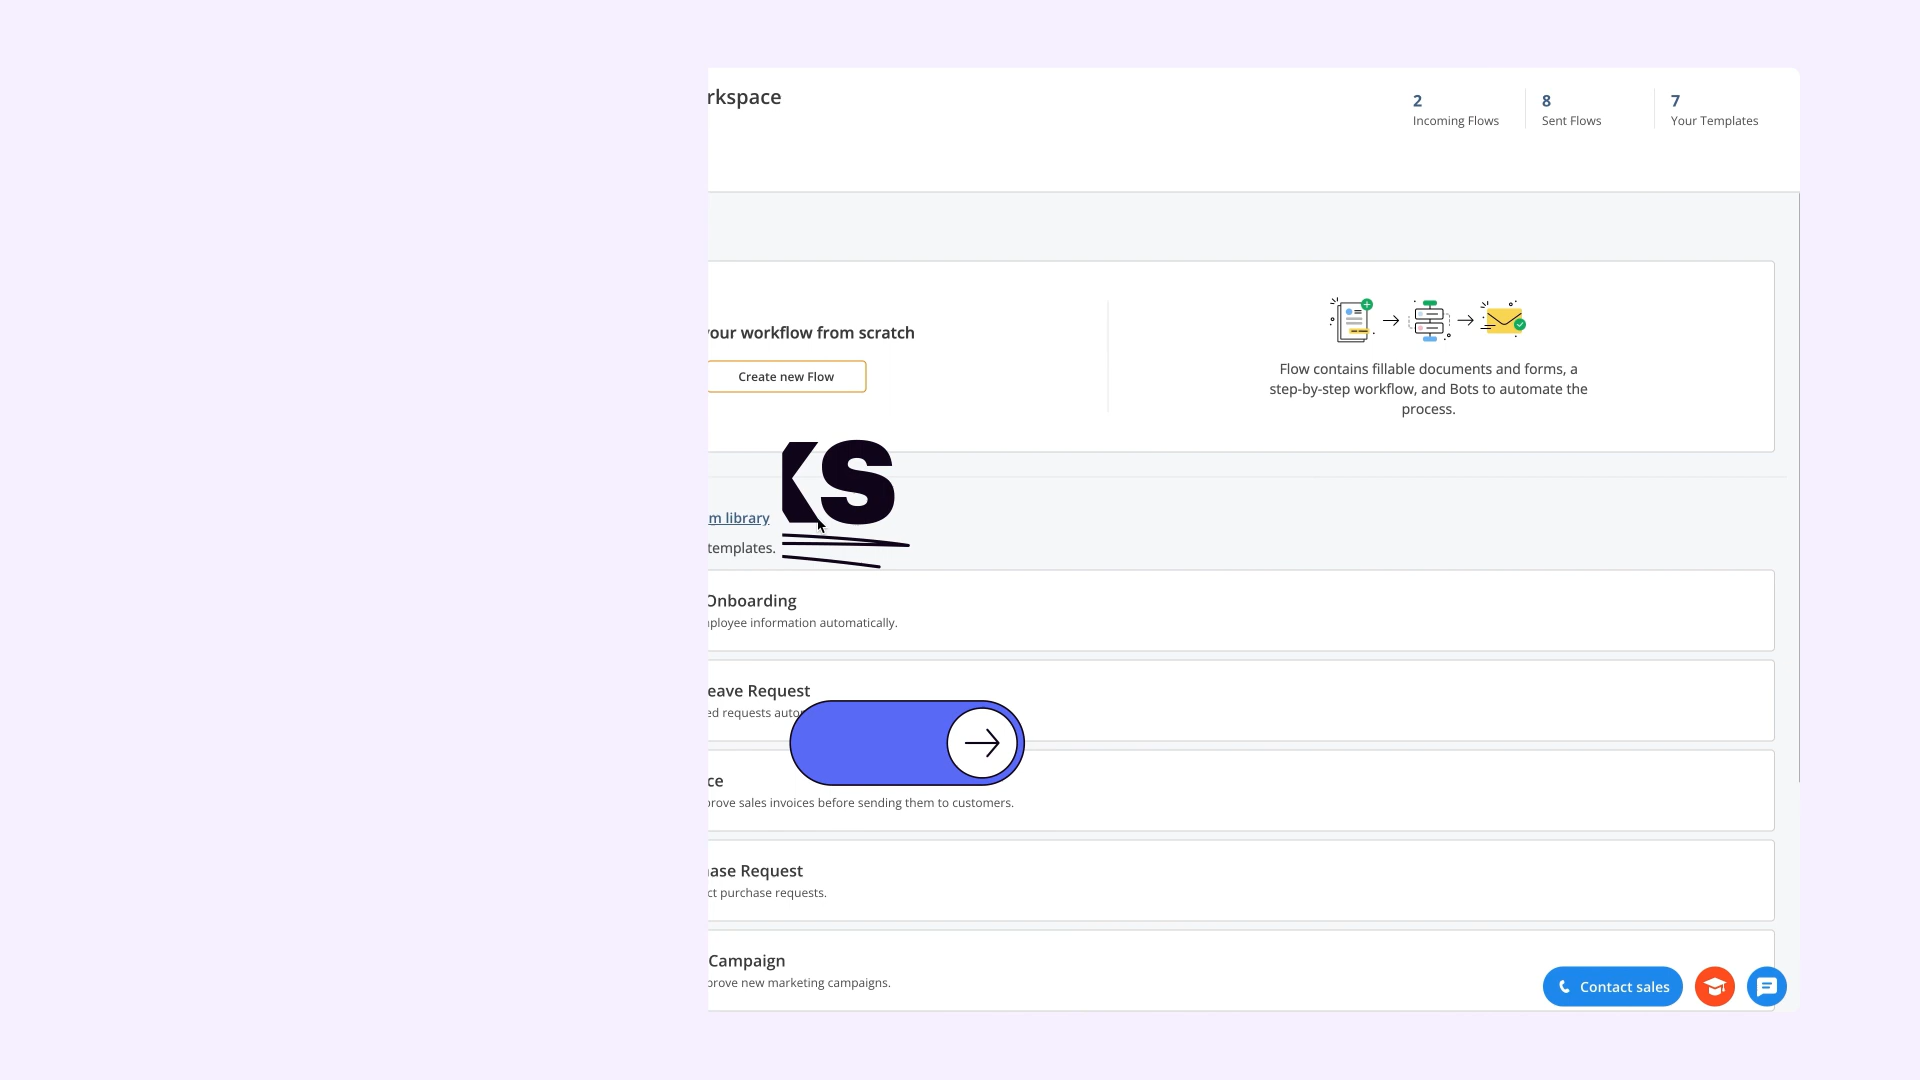 rkspace
2
Incoming Flows
8
Sent Flows
7
Your Templates
our workflow from scratch
Create new Flow
Flow contains fillable documents and forms, a
step-by-step workflow, and Bots to automate the
process.
KS
m library
templates.
Onboarding
ployee information automatically.
eave Request
ed requests auto
ce
prove sales invoices before sending them to customers.
ase Request
ct purchase requests.
Campaign
prove new marketing campaigns.
Contact sales